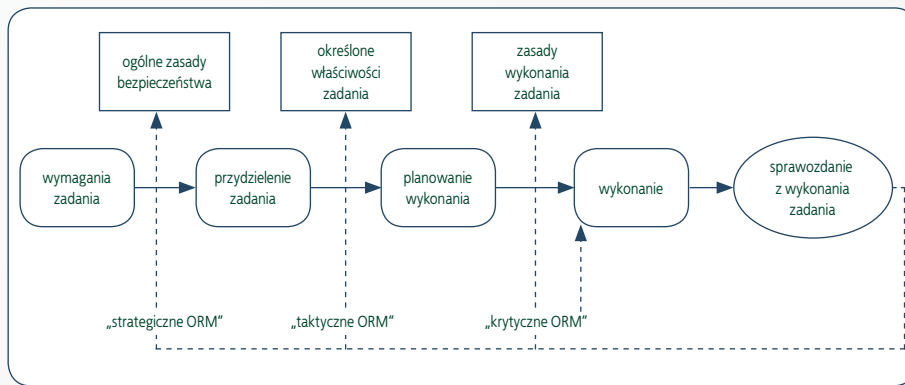 ogólne zasady
bezpieczeństwa
określone
właściwości
zadania
zasady
wykonania
zadania
wymagania
zadania
przydzielenie
zadania
planowanie
wykonania
wykonanie
sprawozdanie
z wykonania
zadania
„strategiczne ORM"
„taktyczne ORM"
„krytyczne ORM"